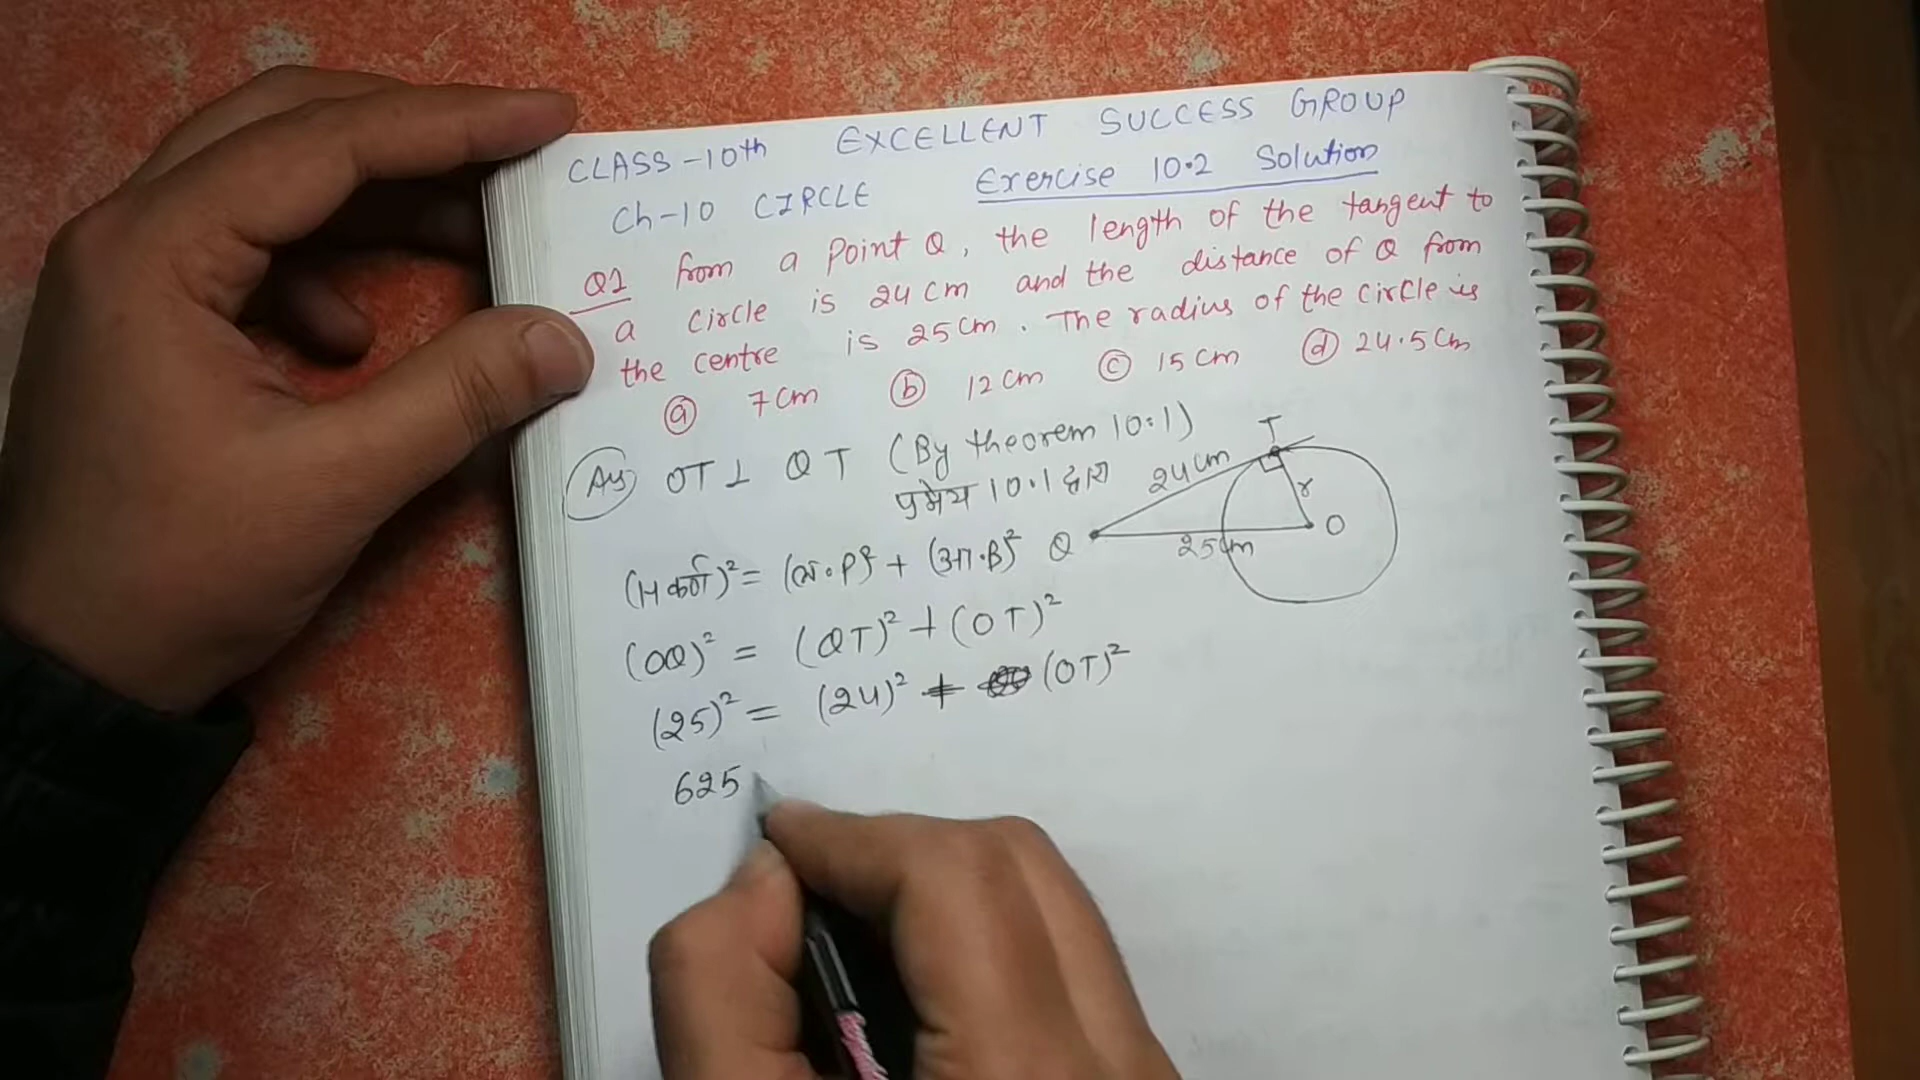 CLASS-10th EXCELLENT SUCCESS GROUP
Ch-10 CIRCLE Exercise 10.2 Solution
Q1 from a Point Q, the length of the tangent to
a circle is 24 cm and the distance of Q from
the centre is 25 cm. The radius of the circle is
(a) 7 cm (b) 12 cm (c) 15 cm (d) 24.5 cm
Ans OT ⊥ QT (By theorem 10.1)
प्रमेय 10.1 द्वारा
T
24 cm
r
Q
25 cm
O
(H कर्ण)² = (ल.P)² + (आ.B)²
(OQ)² = (QT)² + (OT)²
(25)² = (24)² + (OT)²
625